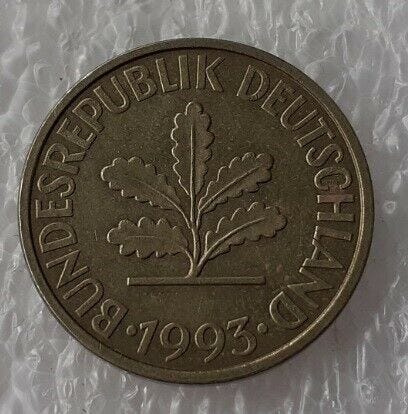 BUNDESREPUBLIK DEUTSCHLAND
· 1993 ·